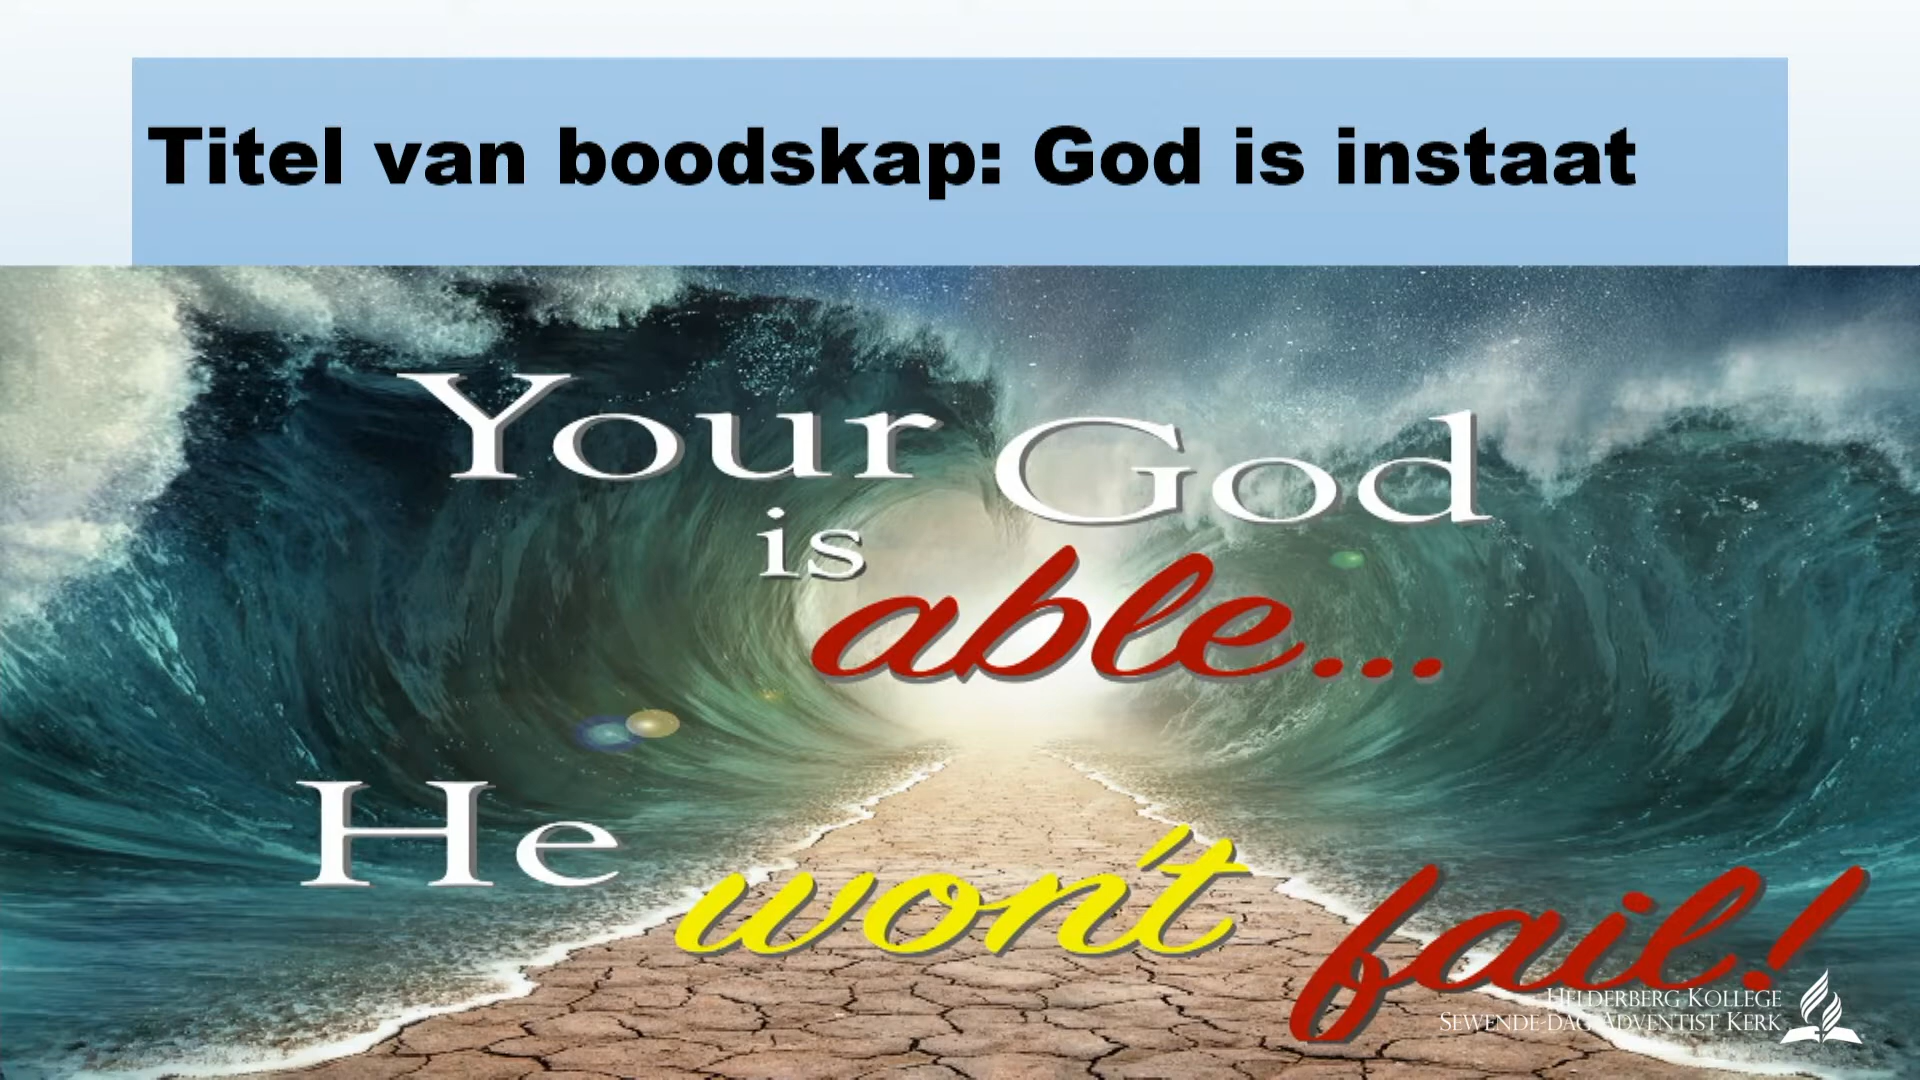 Titel van boodskap: God is instaat
Your God
is
able...
He won't fail!
HELDERBERG KOLLEGE
SEWENDE-DAG ADVENTIST KERK